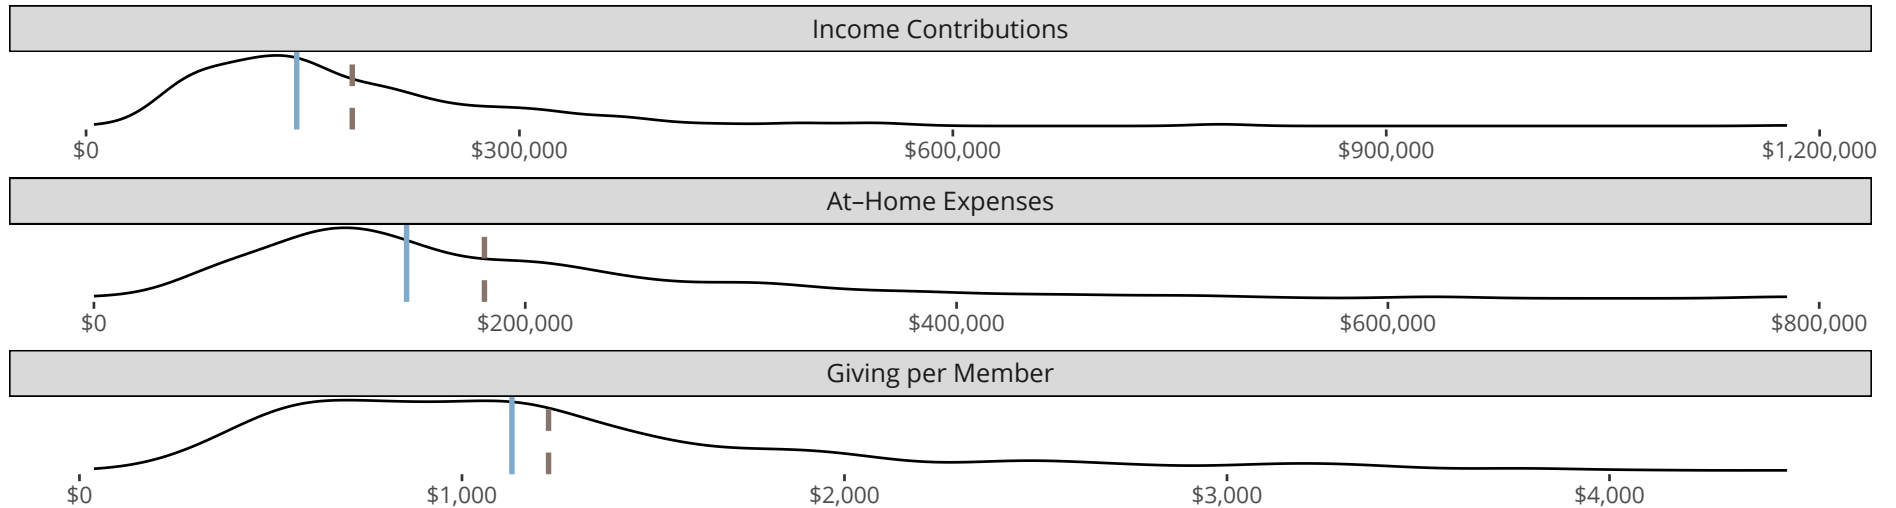 Income Contributions
$0 $300,000 $600,000 $900,000 $1,200,000
At–Home Expenses
$0 $200,000 $400,000 $600,000 $800,000
Giving per Member
$0 $1,000 $2,000 $3,000 $4,000